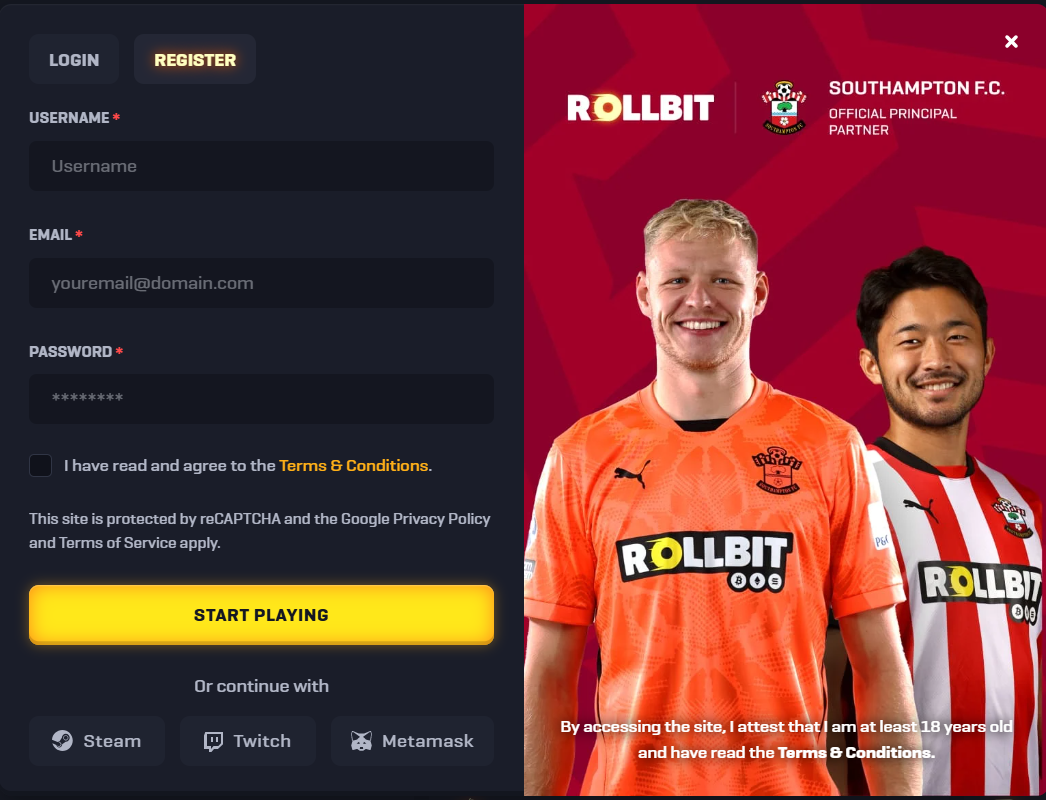 LOGIN
REGISTER
USERNAME *
Username
EMAIL *
youremail@domain.com
PASSWORD *
********
I have read and agree to the Terms & Conditions.
This site is protected by reCAPTCHA and the Google Privacy Policy
and Terms of Service apply.
START PLAYING
Or continue with
Steam
Twitch
Metamask
ROLLBIT
SOUTHAMPTON F.C.
OFFICIAL PRINCIPAL
PARTNER
ROLLBIT
ROLLBIT
By accessing the site, I attest that I am at least 18 years old
and have read the Terms & Conditions.